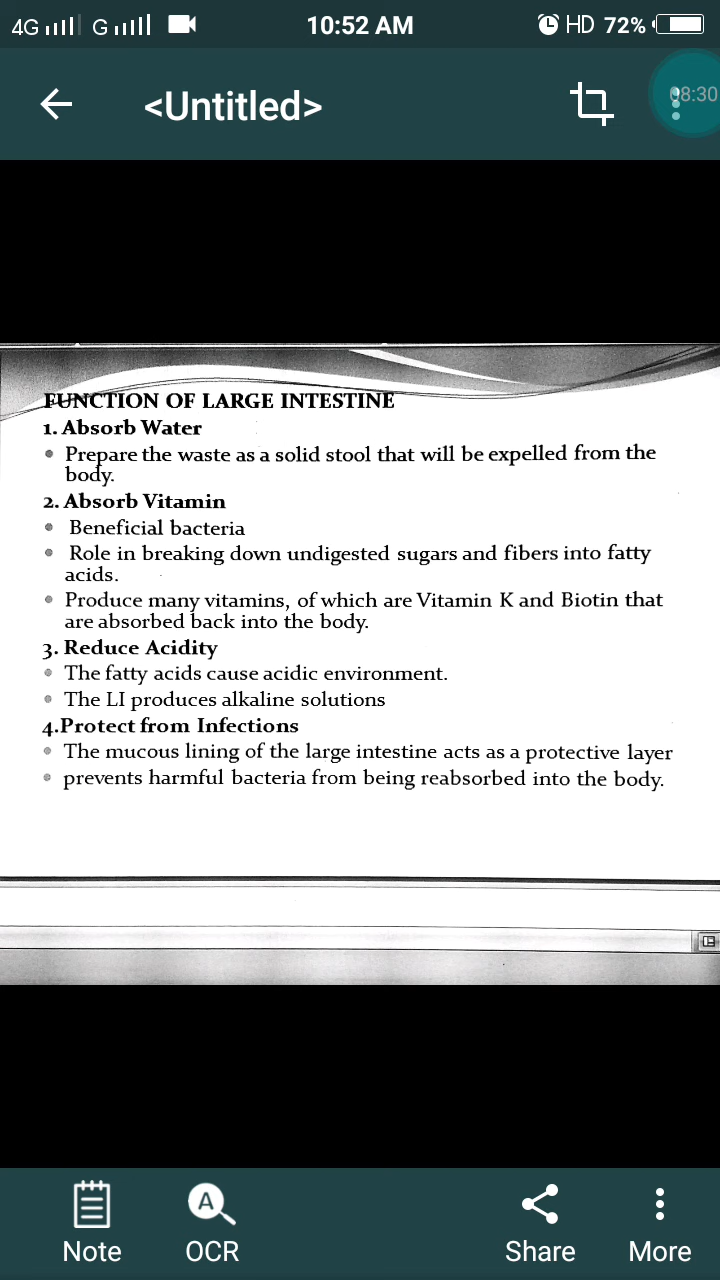 4G G 10:52 AM HD 72%
<Untitled> 08:30
FUNCTION OF LARGE INTESTINE
1. Absorb Water
• Prepare the waste as a solid stool that will be expelled from the
body.
2. Absorb Vitamin
• Beneficial bacteria
• Role in breaking down undigested sugars and fibers into fatty
acids.
• Produce many vitamins, of which are Vitamin K and Biotin that
are absorbed back into the body.
3. Reduce Acidity
• The fatty acids cause acidic environment.
• The LI produces alkaline solutions
4.Protect from Infections
• The mucous lining of the large intestine acts as a protective layer
• prevents harmful bacteria from being reabsorbed into the body.
A
Note OCR Share More